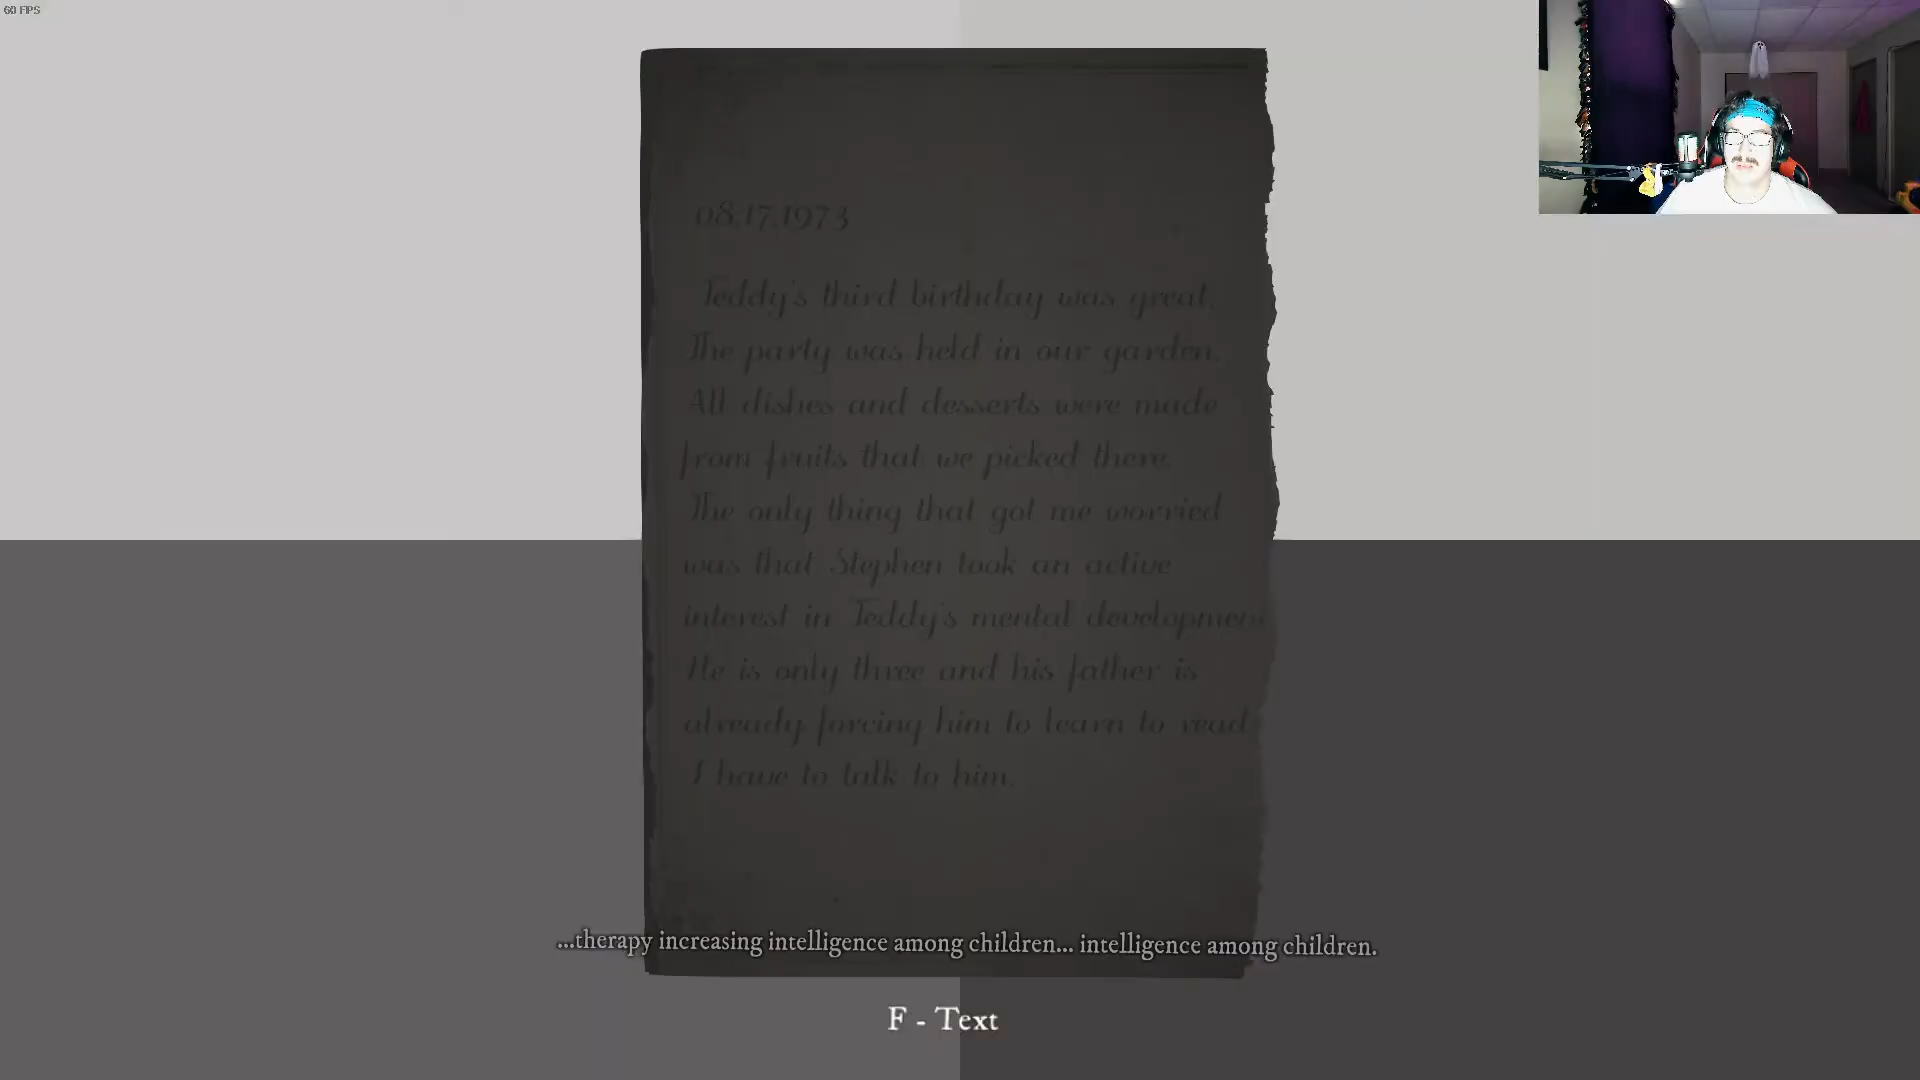 60 FPS
08.17.1973
Teddy's third birthday was great.
The party was held in our garden.
All dishes and desserts were made
from fruits that we picked there.
The only thing that got me worried
was that Stephen took an active
interest in Teddy's mental development
He is only three and his father is
already forcing him to learn to read
I have to talk to him.
...therapy increasing intelligence among children... intelligence among children.
F - Text